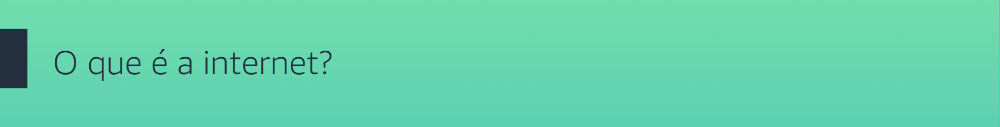 O que é a internet?